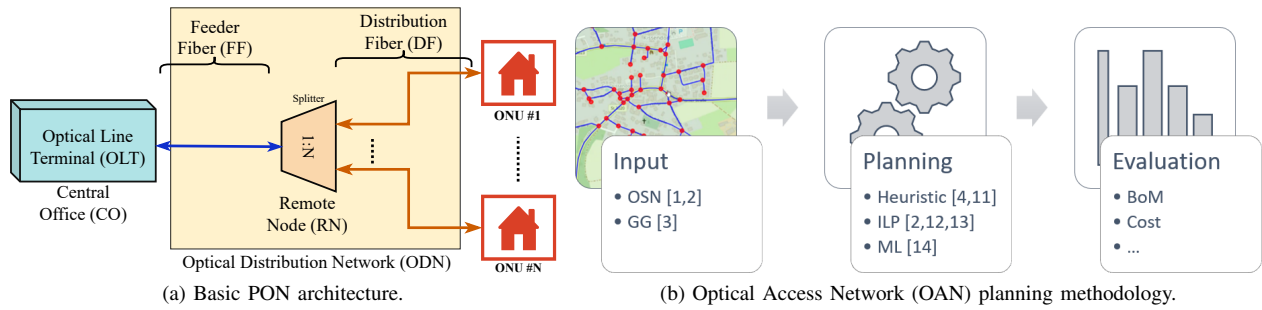 Feeder
Fiber (FF)
Distribution
Fiber (DF)
Splitter
1:N
Optical Line
Terminal (OLT)
Central
Office (CO)
Remote
Node (RN)
ONU #1
ONU #N
Optical Distribution Network (ODN)
(a) Basic PON architecture.
Input
• OSN [1,2]
• GG [3]
Planning
• Heuristic [4,11]
• ILP [2,12,13]
• ML [14]
Evaluation
• BoM
• Cost
• ...
(b) Optical Access Network (OAN) planning methodology.